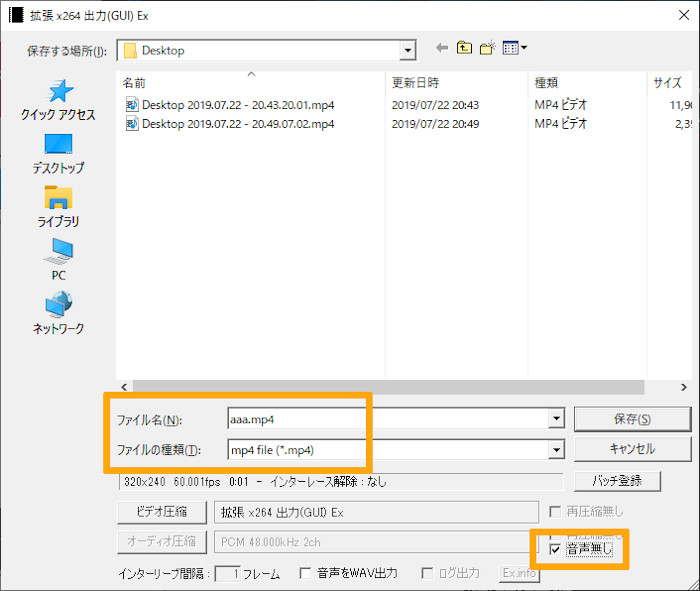 拡張 x264 出力(GUI) Ex
保存する場所(I): Desktop
名前 更新日時 種類 サイズ
Desktop 2019.07.22 - 20.43.20.01.mp4 2019/07/22 20:43 MP4 ビデオ 11,90
Desktop 2019.07.22 - 20.49.07.02.mp4 2019/07/22 20:49 MP4 ビデオ 2,35
クイック アクセス
デスクトップ
ライブラリ
PC
ネットワーク
ファイル名(N): aaa.mp4 保存(S)
ファイルの種類(T): mp4 file (*.mp4) キャンセル
320x240 60.001fps 0:01 - インターレース解除 : なし バッチ登録
ビデオ圧縮 拡張 x264 出力(GUI) Ex 再圧縮無し
オーディオ圧縮 PCM 48.000kHz 2ch 再圧縮無し
音声無し
インターリーブ間隔 : 1 フレーム 音声をWAV出力 ログ出力 Ex.info